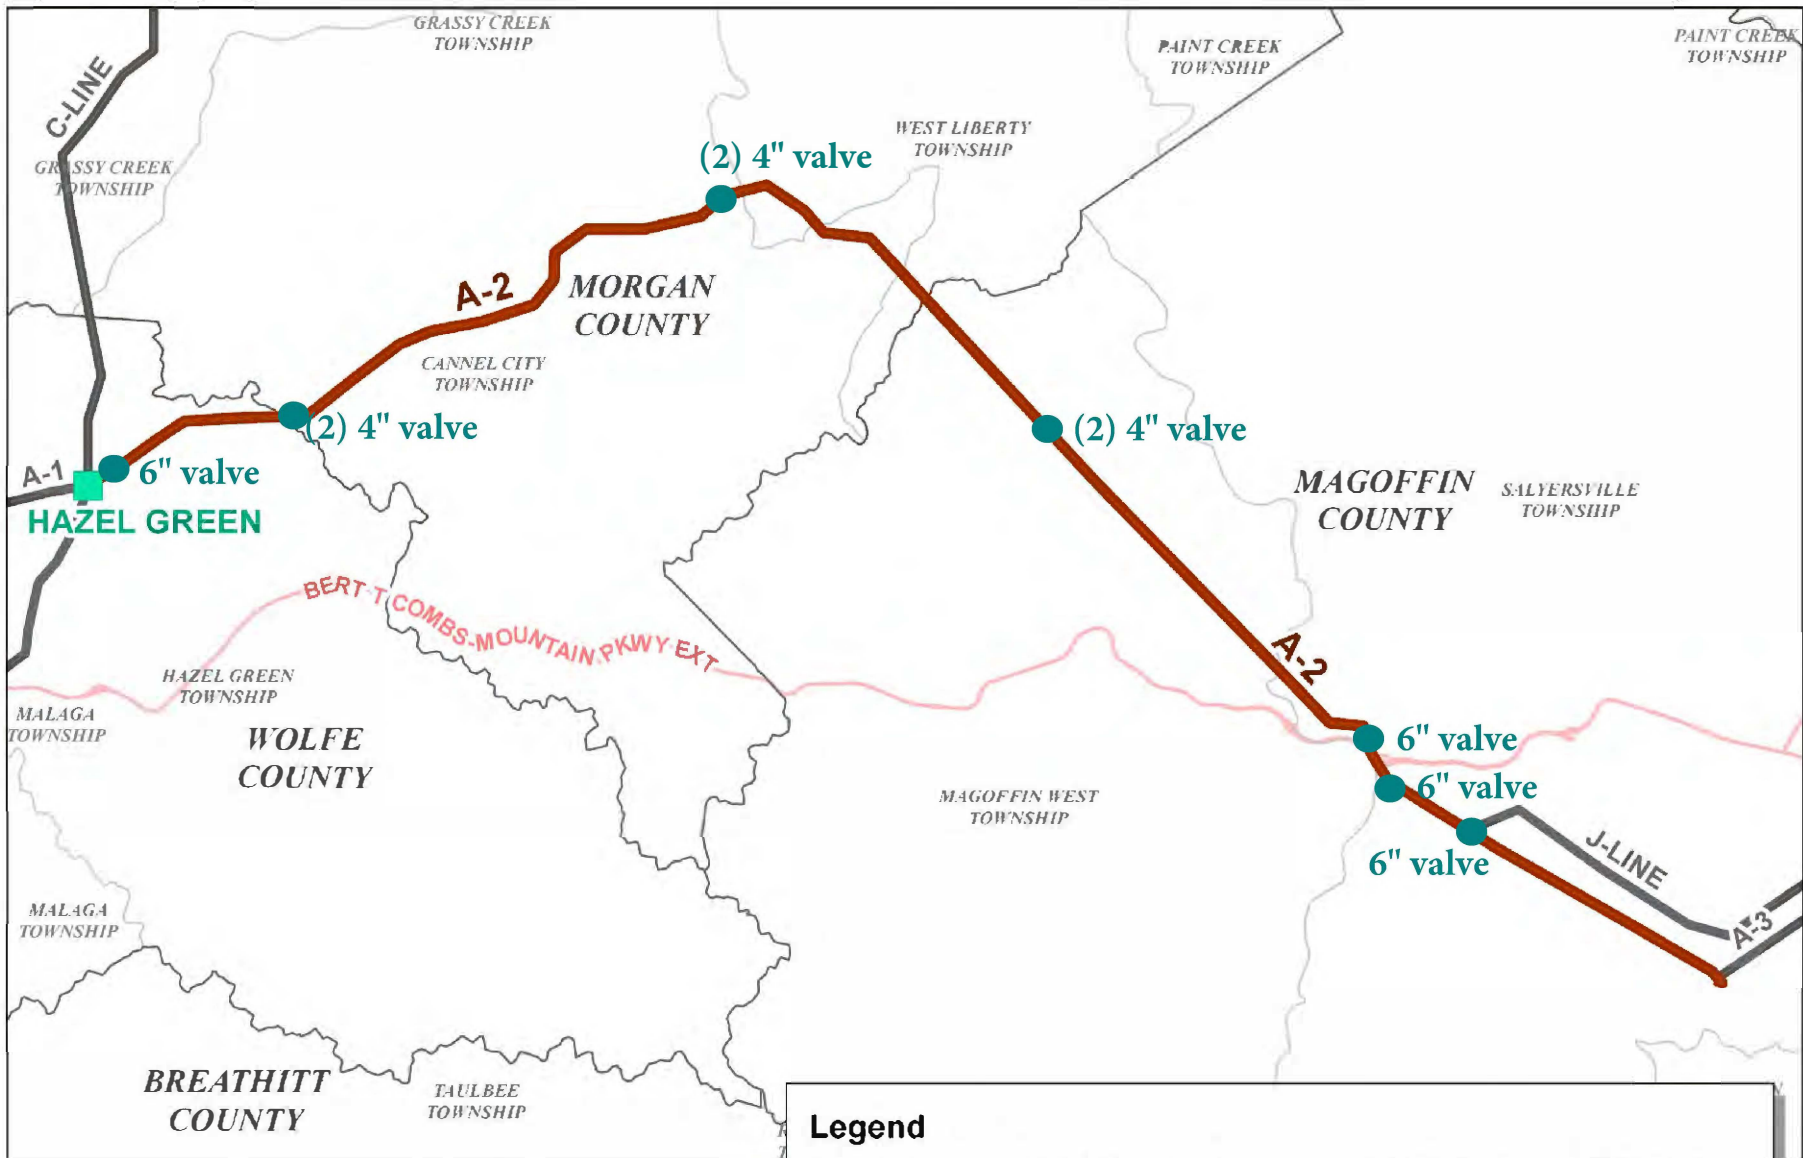 GRASSY CREEK
TOWNSHIP
PAINT CREEK
TOWNSHIP
PAINT CREEK
TOWNSHIP
C-LINE
GRASSY CREEK
TOWNSHIP
WEST LIBERTY
TOWNSHIP
(2) 4" valve
A-2
MORGAN
COUNTY
CANNEL CITY
TOWNSHIP
(2) 4" valve
(2) 4" valve
A-1
6" valve
HAZEL GREEN
MAGOFFIN
COUNTY
SALYERSVILLE
TOWNSHIP
BERT T COMBS-MOUNTAIN PKWY EXT
A-2
HAZEL GREEN
TOWNSHIP
MALAGA
TOWNSHIP
WOLFE
COUNTY
6" valve
6" valve
MAGOFFIN WEST
TOWNSHIP
6" valve
J-LINE
MALAGA
TOWNSHIP
A-3
BREATHITT
COUNTY
TAULBEE
TOWNSHIP
Legend